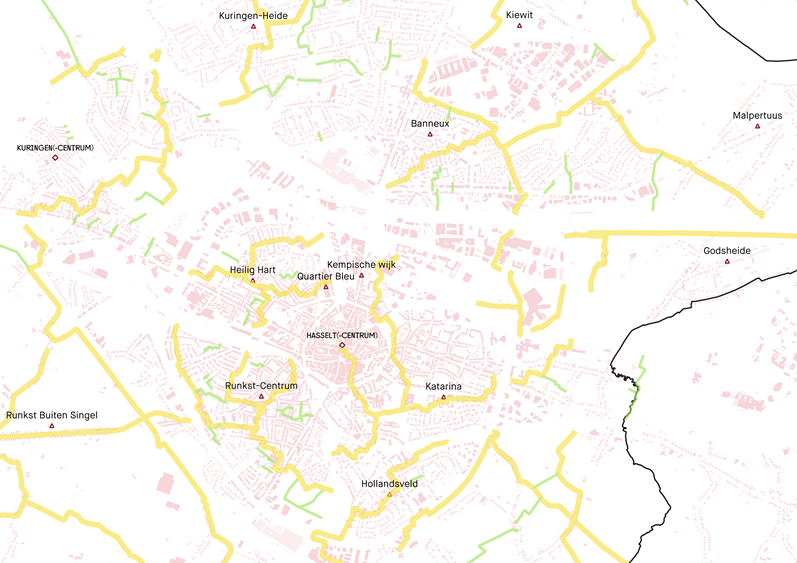 Kuringen-Heide
Kiewit
Malpertuus
Banneux
KURINGEN(-CENTRUM)
Godsheide
Kempische wijk
Heilig Hart
Quartier Bleu
HASSELT(-CENTRUM)
Runkst-Centrum
Katarina
Runkst Buiten Singel
Hollandsveld